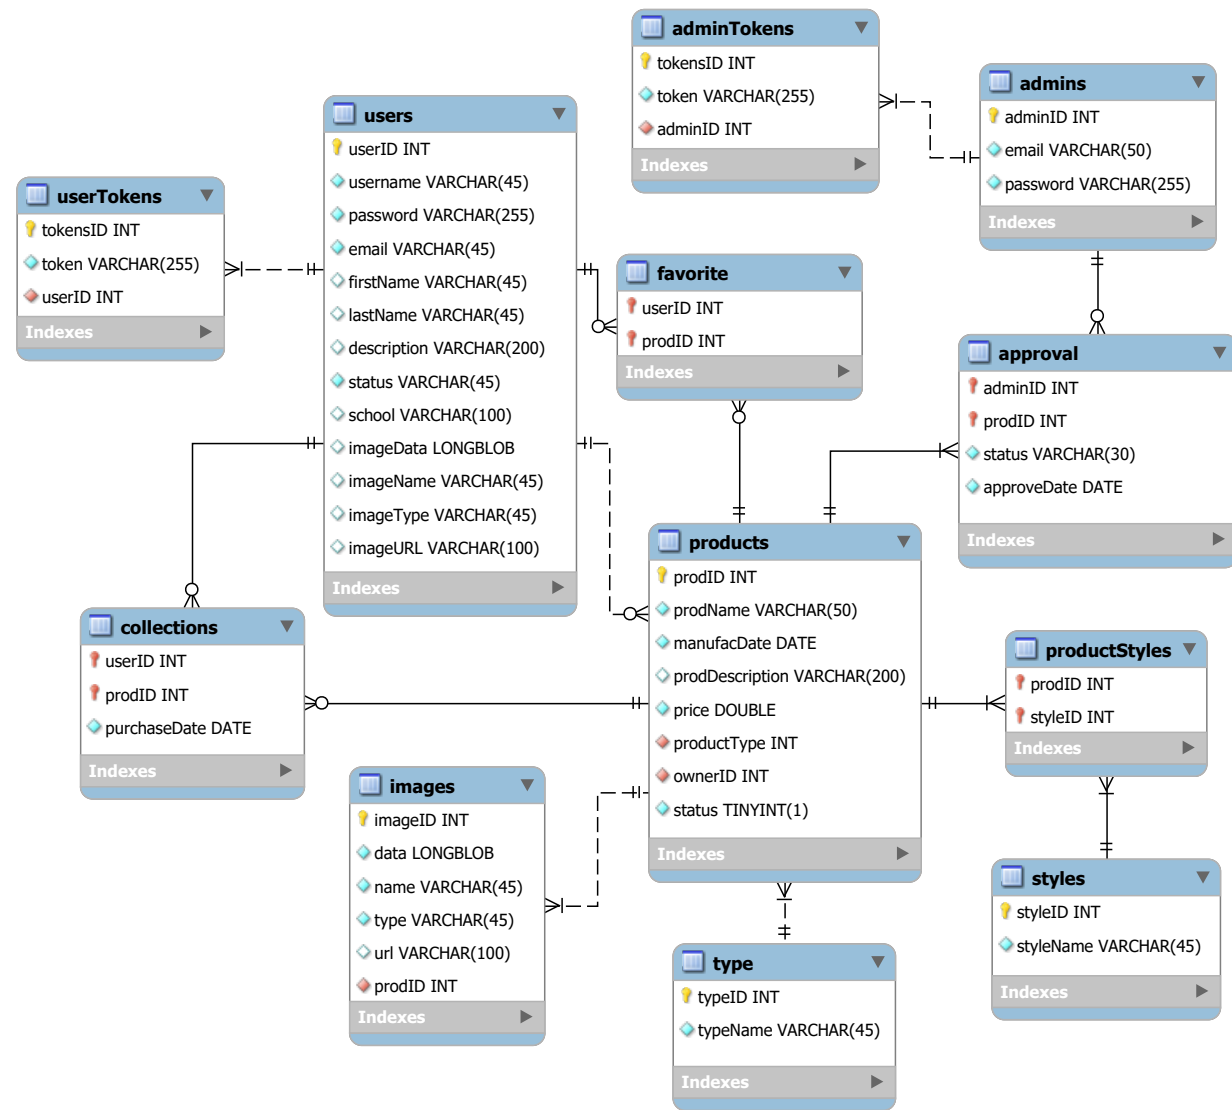 adminTokens
tokensID INT
token VARCHAR(255)
adminID INT
Indexes
admins
adminID INT
email VARCHAR(50)
password VARCHAR(255)
Indexes
users
userID INT
username VARCHAR(45)
password VARCHAR(255)
email VARCHAR(45)
firstName VARCHAR(45)
lastName VARCHAR(45)
description VARCHAR(200)
status VARCHAR(45)
school VARCHAR(100)
imageData LONGBLOB
imageName VARCHAR(45)
imageType VARCHAR(45)
imageURL VARCHAR(100)
Indexes
userTokens
tokensID INT
token VARCHAR(255)
userID INT
Indexes
favorite
userID INT
prodID INT
Indexes
approval
adminID INT
prodID INT
status VARCHAR(30)
approveDate DATE
Indexes
products
prodID INT
prodName VARCHAR(50)
manufacDate DATE
prodDescription VARCHAR(200)
price DOUBLE
productType INT
ownerID INT
status TINYINT(1)
Indexes
collections
userID INT
prodID INT
purchaseDate DATE
Indexes
productStyles
prodID INT
styleID INT
Indexes
images
imageID INT
data LONGBLOB
name VARCHAR(45)
type VARCHAR(45)
url VARCHAR(100)
prodID INT
Indexes
styles
styleID INT
styleName VARCHAR(45)
Indexes
type
typeID INT
typeName VARCHAR(45)
Indexes